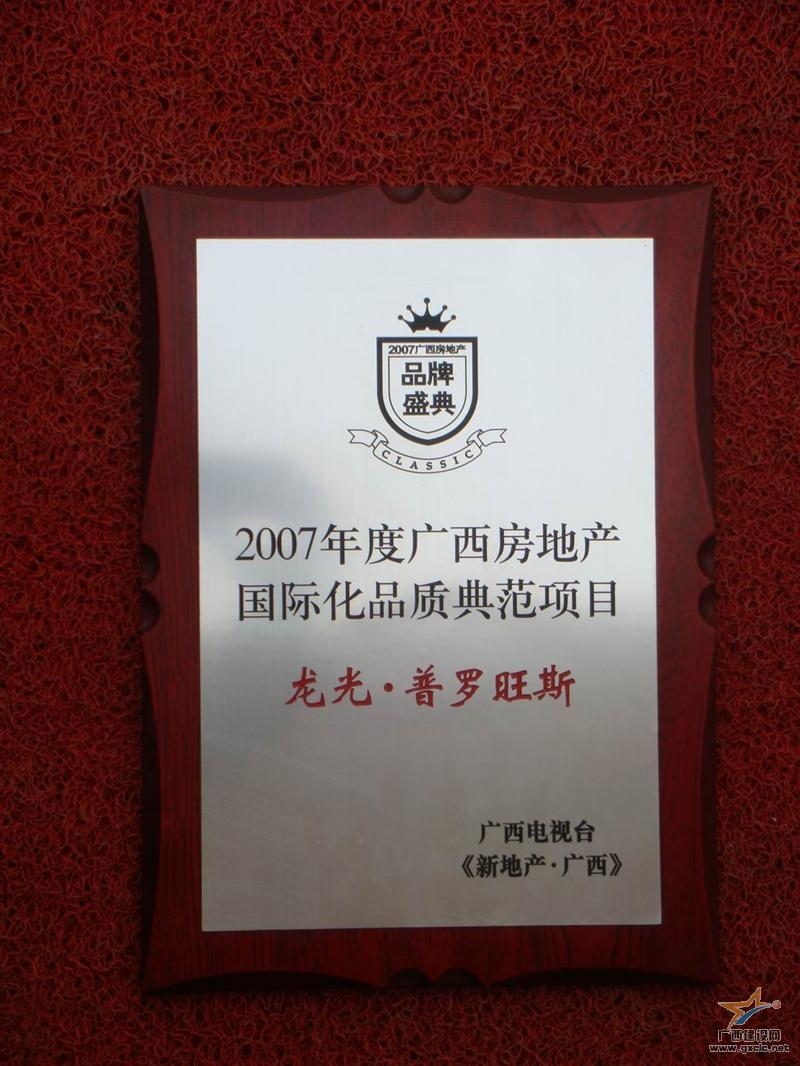 2007广西房地产
品牌
盛典
CLASSIC
2007年度广西房地产
国际化品质典范项目
龙光·普罗旺斯
广西电视台
《新地产·广西》
广西建设网
www.gxcic.net